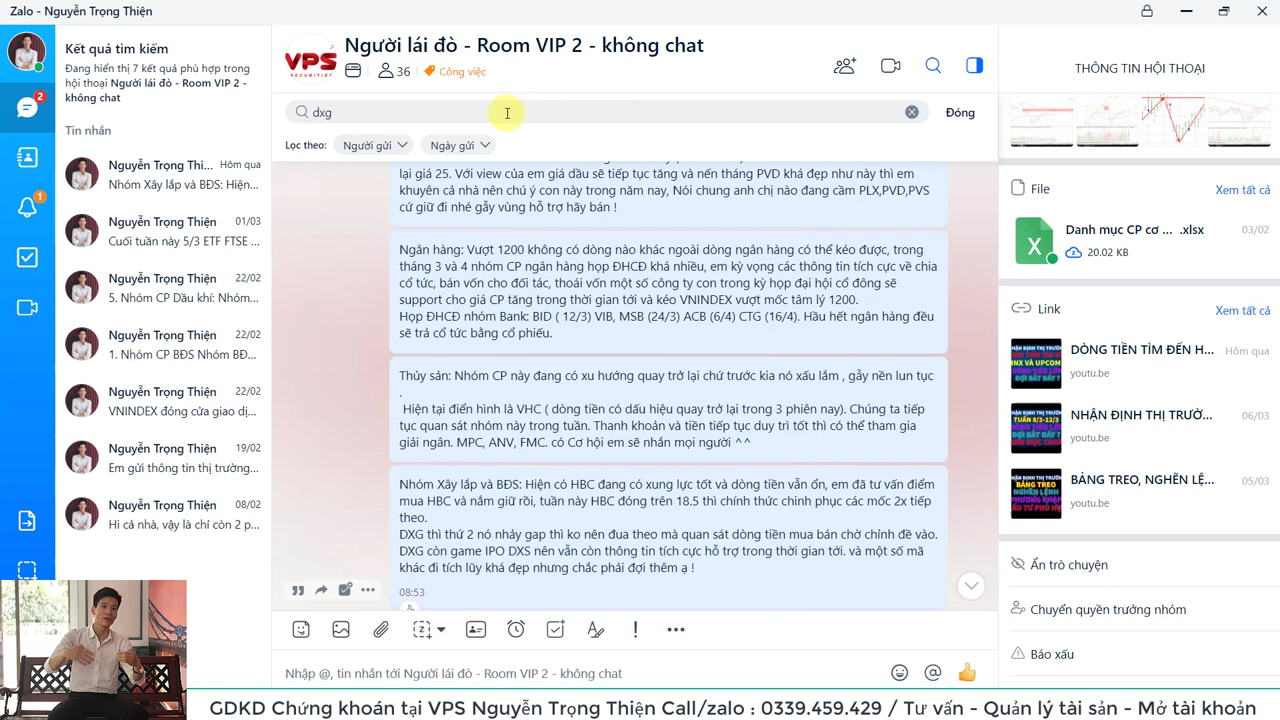 Zalo - Nguyễn Trọng Thiện
Kết quả tìm kiếm
Đang hiển thị 7 kết quả phù hợp trong
hội thoại Người lái đò - Room VIP 2 -
không chat
Tin nhắn
Nguyễn Trọng Thi... Hôm qua
Nhóm Xây lắp và BĐS: Hiện...
Nguyễn Trọng Thiện 01/03
Cuối tuần này 5/3 ETF FTSE ...
Nguyễn Trọng Thiện 22/02
5. Nhóm CP Dầu khí: Nhóm...
Nguyễn Trọng Thiện 22/02
1. Nhóm CP BĐS Nhóm BĐ...
Nguyễn Trọng Thiện 22/02
VNINDEX đóng cửa giao dị...
Nguyễn Trọng Thiện 19/02
Em gửi thông tin thị trường...
Nguyễn Trọng Thiện 08/02
Hi cả nhà, vậy là chỉ còn 2 p...
2
1
VPS
SECURITIES
Người lái đò - Room VIP 2 - không chat
36
Công việc
dxg
Đóng
Lọc theo: Người gửi Ngày gửi
lại giá 25. Với view của em giá dầu sẽ tiếp tục tăng và nến tháng PVD khá đẹp như này thì em
khuyên cả nhà nên chú ý con này trong năm nay, Nói chung anh chị nào đang cầm PLX,PVD,PVS
cứ giữ đi nhé gẫy vùng hỗ trợ hãy bán !
Ngân hàng: Vượt 1200 không có dòng nào khác ngoài dòng ngân hàng có thể kéo được, trong
tháng 3 và 4 nhóm CP ngân hàng họp ĐHCĐ khá nhiều, em kỳ vọng các thông tin tích cực về chia
cổ tức, bán vốn cho đối tác, thoái vốn một số công ty con trong kỳ họp đại hội cổ đông sẽ
support cho giá CP tăng trong thời gian tới và kéo VNINDEX vượt mốc tâm lý 1200.
Họp ĐHCĐ nhóm Bank: BID ( 12/3) VIB, MSB (24/3) ACB (6/4) CTG (16/4). Hầu hết ngân hàng đều
sẽ trả cổ tức bằng cổ phiếu.
Thủy sản: Nhóm CP này đang có xu hướng quay trở lại chứ trước kia nó xấu lắm , gẫy nền lun tục
.
Hiện tại điển hình là VHC ( dòng tiền có dấu hiệu quay trở lại trong 3 phiên nay). Chúng ta tiếp
tục quan sát nhóm này trong tuần. Thanh khoản và tiền tiếp tục duy trì tốt thì có thể tham gia
giải ngân. MPC, ANV, FMC. có Cơ hội em sẽ nhắn mọi người ^^
Nhóm Xây lắp và BĐS: Hiện có HBC đang có xung lực tốt và dòng tiền vẫn ổn, em đã tư vấn điểm
mua HBC và nắm giữ rồi, tuần này HBC đóng trên 18.5 thì chính thức chinh phục các mốc 2x tiếp
theo.
DXG thì thứ 2 nó nhảy gap thì ko nên đua theo mà quan sát dòng tiền mua bán chờ chỉnh đề vào.
DXG còn game IPO DXS nên vẫn còn thông tin tích cực hỗ trợ trong thời gian tới. và một số mã
khác đi tích lũy khá đẹp nhưng chắc phải đợi thêm ạ !
08:53
Nhập @, tin nhắn tới Người lái đò - Room VIP 2 - không chat
THÔNG TIN HỘI THOẠI
File Xem tất cả
Danh mục CP cơ ... .xlsx 03/02
20.02 KB
Link Xem tất cả
DÒNG TIỀN TÌM ĐẾN H... Hôm qua
youtu.be
NHẬN ĐỊNH THỊ TRƯỜ... 06/03
youtu.be
BẢNG TREO, NGHẼN LỆ... 05/03
youtu.be
Ẩn trò chuyện
Chuyển quyền trưởng nhóm
Báo xấu
GDKD Chứng khoán tại VPS Nguyễn Trọng Thiện Call/zalo : 0339.459.429 / Tư vấn - Quản lý tài sản - Mở tài khoản